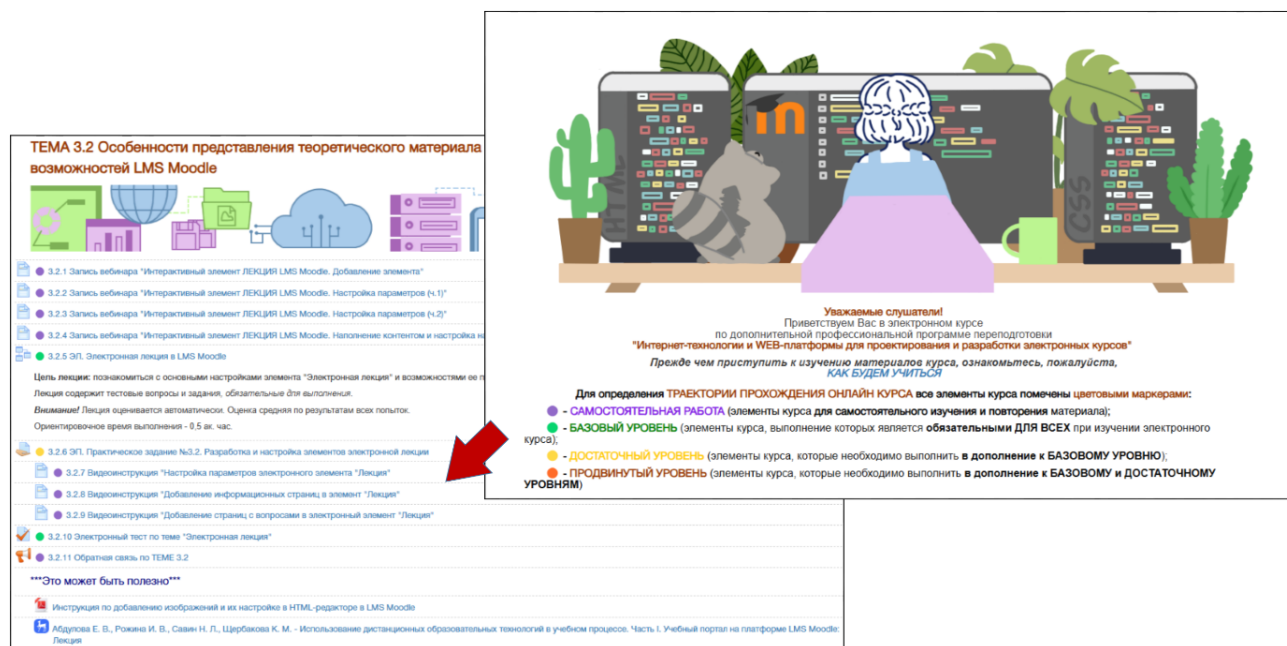 ТЕМА 3.2 Особенности представления теоретического материала
возможностей LMS Moodle
3.2.1 Запись вебинара "Интерактивный элемент ЛЕКЦИЯ LMS Moodle. Добавление элемента"
3.2.2 Запись вебинара "Интерактивный элемент ЛЕКЦИЯ LMS Moodle. Настройка параметров (ч.1)"
3.2.3 Запись вебинара "Интерактивный элемент ЛЕКЦИЯ LMS Moodle. Настройка параметров (ч.2)"
3.2.4 Запись вебинара "Интерактивный элемент ЛЕКЦИЯ LMS Moodle. Наполнение контентом и настройка
3.2.5 ЭЛ. Электронная лекция в LMS Moodle
Цель лекции: познакомиться с основными настройками элемента "Электронная лекция" и возможностями ее
Лекция содержит тестовые вопросы и задания, обязательные для выполнения.
Внимание! Лекция оценивается автоматически. Оценка средняя по результатам всех попыток.
Ориентировочное время выполнения - 0,5 ак. час.
3.2.6 ЭЛ. Практическое задание №3.2. Разработка и настройка элементов электронной лекции
3.2.7 Видеоинструкция "Настройка параметров электронного элемента "Лекция"
3.2.8 Видеоинструкция "Добавление информационных страниц в элемент "Лекция"
3.2.9 Видеоинструкция "Добавление страниц с вопросами в электронный элемент "Лекция"
3.2.10 Электронный тест по теме "Электронная лекция"
3.2.11 Обратная связь по ТЕМЕ 3.2
***Это может быть полезно***
Инструкция по добавлению изображений и их настройке в HTML-редакторе в LMS Moodle
Абдулова Е. В., Рожина И. В., Савин Н. Л., Щербакова К. М. - Использование дистанционных образовательных технологий в учебном процессе. Часть I. Учебный портал на платформе LMS Moodle:
Лекция
HTML
m
CSS
Уважаемые слушатели!
Приветствуем Вас в электронном курсе
по дополнительной профессиональной программе переподготовки
"Интернет-технологии и WEB-платформы для проектирования и разработки электронных курсов"
Прежде чем приступить к изучению материалов курса, ознакомьтесь, пожалуйста,
КАК БУДЕМ УЧИТЬСЯ
Для определения ТРАЕКТОРИИ ПРОХОЖДЕНИЯ ОНЛАЙН КУРСА все элементы курса помечены цветовыми маркерами:
- САМОСТОЯТЕЛЬНАЯ РАБОТА (элементы курса для самостоятельного изучения и повторения материала);
- БАЗОВЫЙ УРОВЕНЬ (элементы курса, выполнение которых является обязательными ДЛЯ ВСЕХ при изучении электронного
курса);
- ДОСТАТОЧНЫЙ УРОВЕНЬ (элементы курса, которые необходимо выполнить в дополнение к БАЗОВОМУ УРОВНЮ);
- ПРОДВИНУТЫЙ УРОВЕНЬ (элементы курса, которые необходимо выполнить в дополнение к БАЗОВОМУ и ДОСТАТОЧНОМУ
УРОВНЯМ)